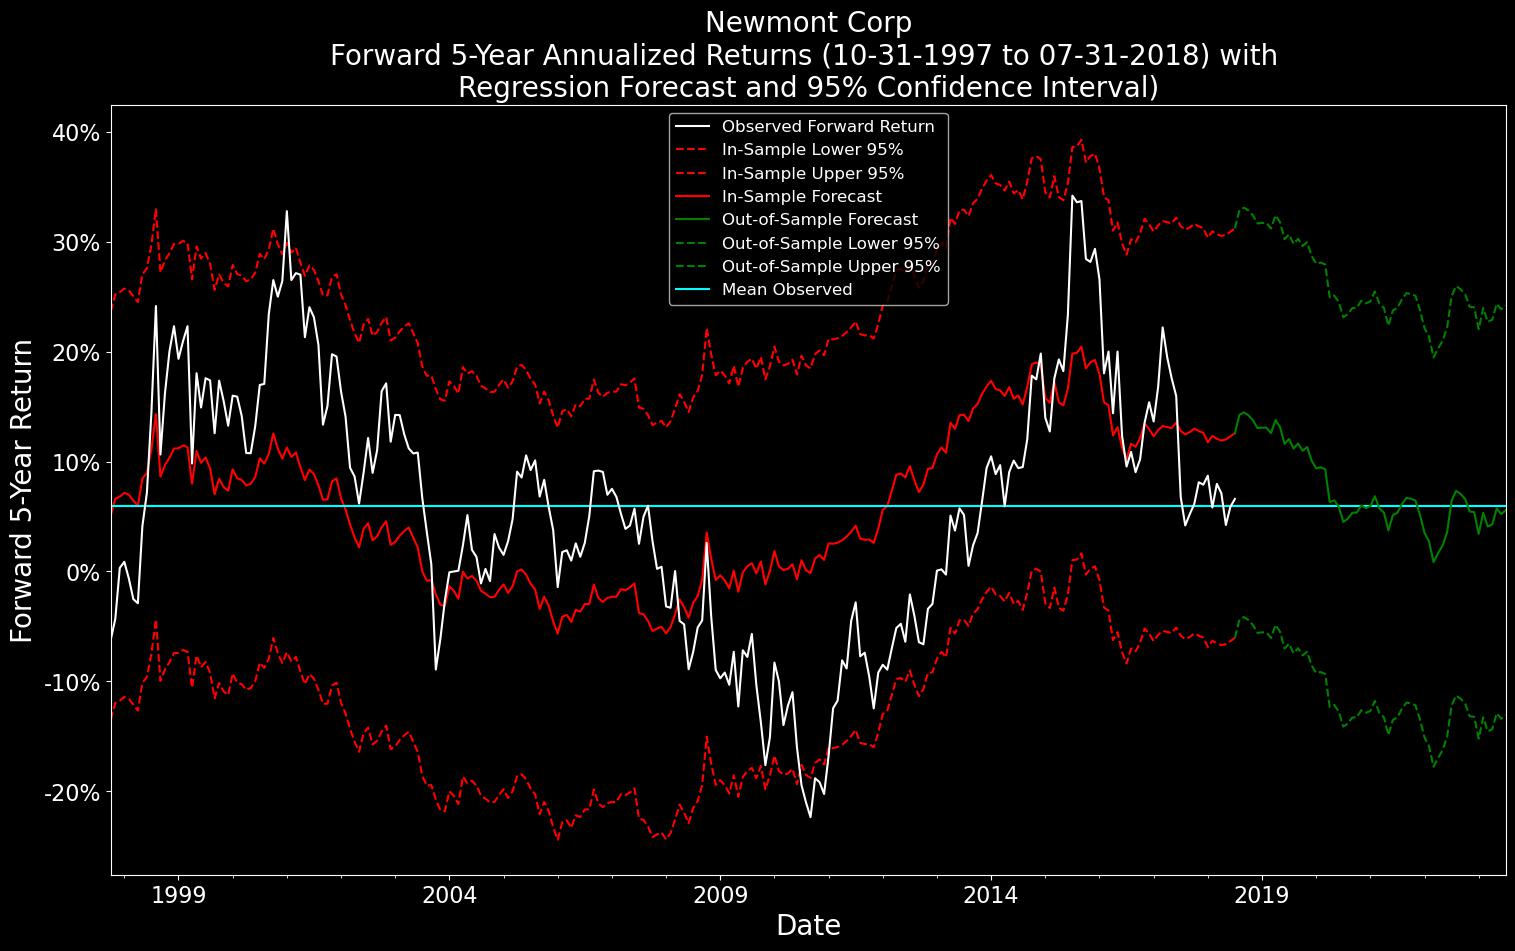 Newmont Corp
Forward 5-Year Annualized Returns (10-31-1997 to 07-31-2018) with
Regression Forecast and 95% Confidence Interval)
Observed Forward Return
In-Sample Lower 95%
In-Sample Upper 95%
In-Sample Forecast
Out-of-Sample Forecast
Out-of-Sample Lower 95%
Out-of-Sample Upper 95%
Mean Observed
Forward 5-Year Return
40%
30%
20%
10%
0%
-10%
-20%
1999
2004
2009
2014
2019
Date